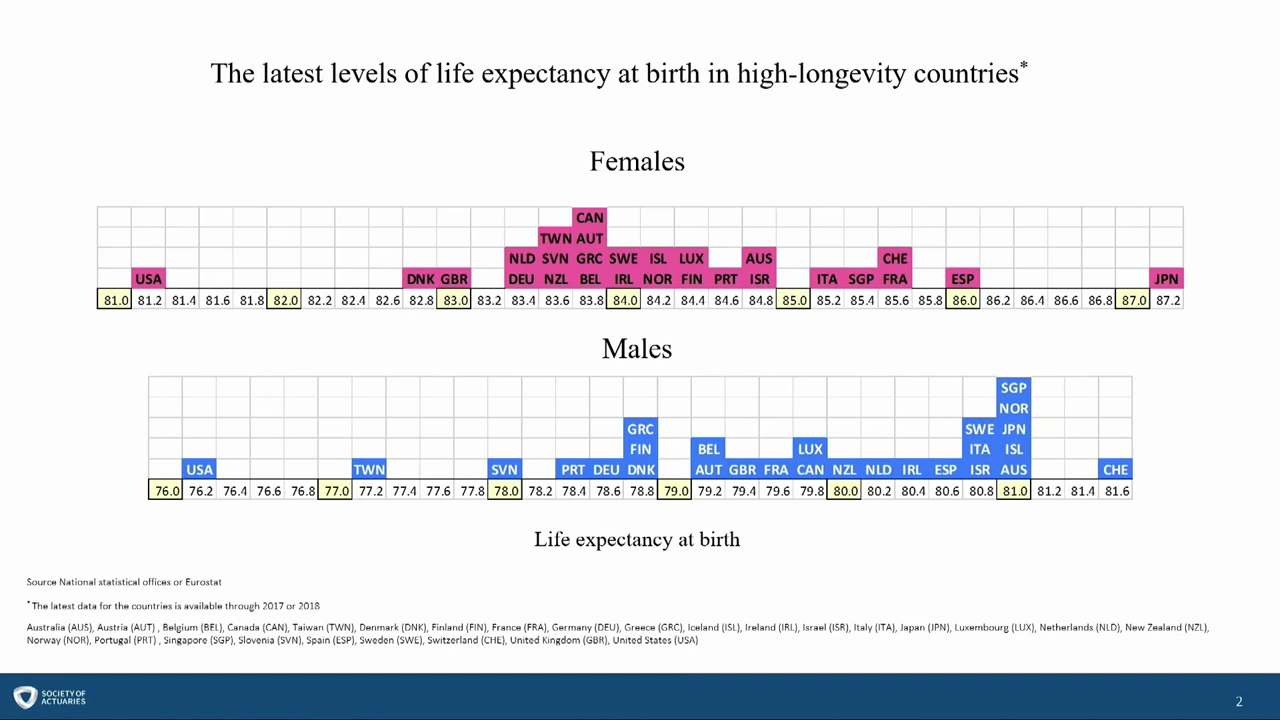 The latest levels of life expectancy at birth in high-longevity countries*
Females
CAN
TWN AUT
NLD SVN GRC SWE ISL LUX AUS CHE
USA DNK GBR DEU NZL BEL IRL NOR FIN PRT ISR ITA SGP FRA ESP JPN
81.0 81.2 81.4 81.6 81.8 82.0 82.2 82.4 82.6 82.8 83.0 83.2 83.4 83.6 83.8 84.0 84.2 84.4 84.6 84.8 85.0 85.2 85.4 85.6 85.8 86.0 86.2 86.4 86.6 86.8 87.0 87.2
Males
SGP
NOR
GRC SWE JPN
FIN BEL LUX ITA ISL
USA TWN SVN PRT DEU DNK AUT GBR FRA CAN NZL NLD IRL ESP ISR AUS CHE
76.0 76.2 76.4 76.6 76.8 77.0 77.2 77.4 77.6 77.8 78.0 78.2 78.4 78.6 78.8 79.0 79.2 79.4 79.6 79.8 80.0 80.2 80.4 80.6 80.8 81.0 81.2 81.4 81.6
Life expectancy at birth
Source National statistical offices or Eurostat
*The latest data for the countries is available through 2017 or 2018
Australia (AUS), Austria (AUT) , Belgium (BEL), Canada (CAN), Taiwan (TWN), Denmark (DNK), Finland (FIN), France (FRA), Germany (DEU), Greece (GRC), Iceland (ISL), Ireland (IRL), Israel (ISR), Italy (ITA), Japan (JPN), Luxembourg (LUX), Netherlands (NLD), New Zealand (NZL),
Norway (NOR), Portugal (PRT) , Singapore (SGP), Slovenia (SVN), Spain (ESP), Sweden (SWE), Switzerland (CHE), United Kingdom (GBR), United States (USA)
SOCIETY OF
ACTUARIES
2